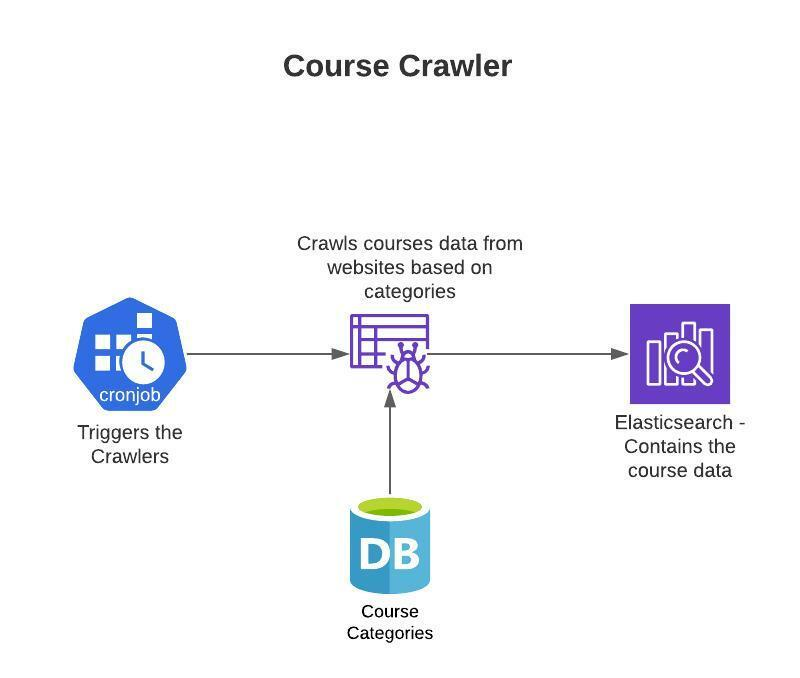 Course Crawler
Crawls courses data from
websites based on
categories
cronjob
Triggers the
Crawlers
Elasticsearch -
Contains the
course data
DB
Course
Categories